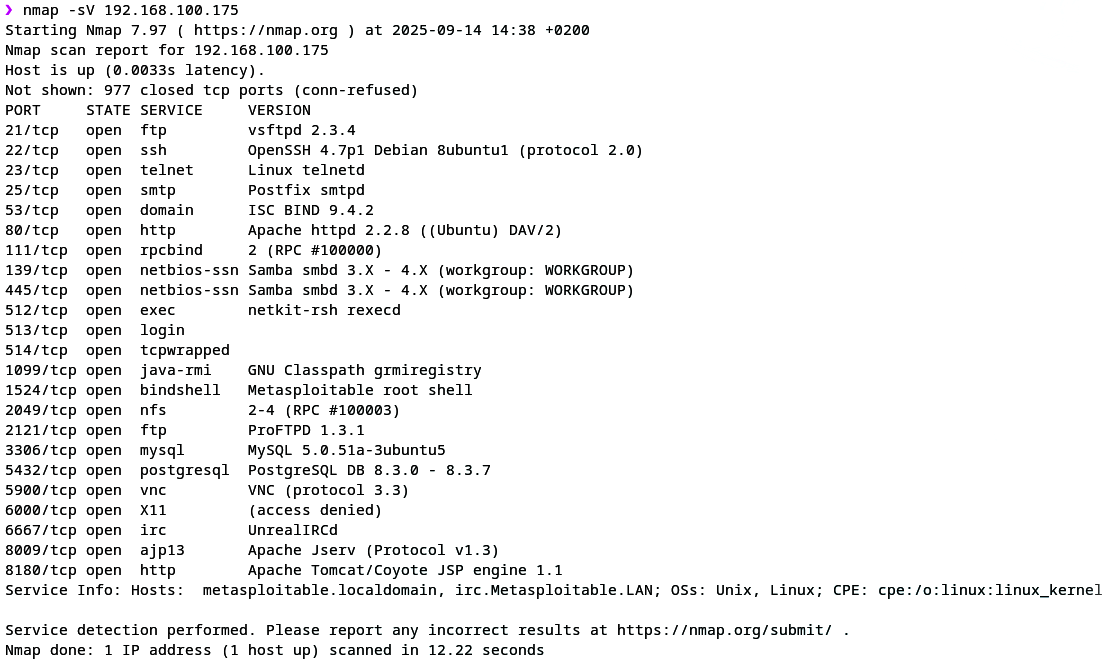 ❯ nmap -sV 192.168.100.175
Starting Nmap 7.97 ( https://nmap.org ) at 2025-09-14 14:38 +0200
Nmap scan report for 192.168.100.175
Host is up (0.0033s latency).
Not shown: 977 closed tcp ports (conn-refused)
PORT     STATE SERVICE     VERSION
21/tcp   open  ftp         vsftpd 2.3.4
22/tcp   open  ssh         OpenSSH 4.7p1 Debian 8ubuntu1 (protocol 2.0)
23/tcp   open  telnet      Linux telnetd
25/tcp   open  smtp        Postfix smtpd
53/tcp   open  domain      ISC BIND 9.4.2
80/tcp   open  http        Apache httpd 2.2.8 ((Ubuntu) DAV/2)
111/tcp  open  rpcbind     2 (RPC #100000)
139/tcp  open  netbios-ssn Samba smbd 3.X - 4.X (workgroup: WORKGROUP)
445/tcp  open  netbios-ssn Samba smbd 3.X - 4.X (workgroup: WORKGROUP)
512/tcp  open  exec        netkit-rsh rexecd
513/tcp  open  login
514/tcp  open  tcpwrapped
1099/tcp open  java-rmi    GNU Classpath grmiregistry
1524/tcp open  bindshell   Metasploitable root shell
2049/tcp open  nfs         2-4 (RPC #100003)
2121/tcp open  ftp         ProFTPD 1.3.1
3306/tcp open  mysql       MySQL 5.0.51a-3ubuntu5
5432/tcp open  postgresql  PostgreSQL DB 8.3.0 - 8.3.7
5900/tcp open  vnc         VNC (protocol 3.3)
6000/tcp open  X11         (access denied)
6667/tcp open  irc         UnrealIRCd
8009/tcp open  ajp13       Apache Jserv (Protocol v1.3)
8180/tcp open  http        Apache Tomcat/Coyote JSP engine 1.1
Service Info: Hosts:  metasploitable.localdomain, irc.Metasploitable.LAN; OSs: Unix, Linux; CPE: cpe:/o:linux:linux_kernel

Service detection performed. Please report any incorrect results at https://nmap.org/submit/ .
Nmap done: 1 IP address (1 host up) scanned in 12.22 seconds